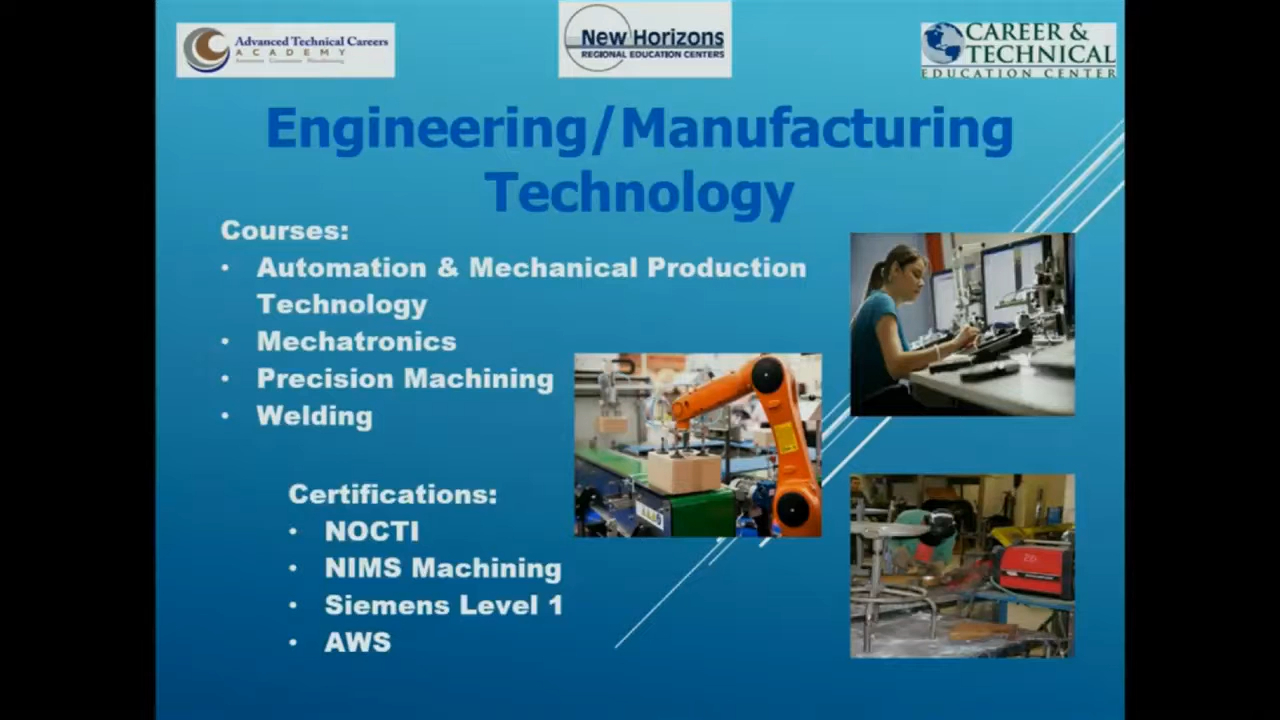 Advanced Technical Careers
ACADEMY
New Horizons
REGIONAL EDUCATION CENTERS
CAREER &
TECHNICAL
EDUCATION CENTER
Engineering/Manufacturing
Technology
Courses:
• Automation & Mechanical Production
Technology
• Mechatronics
• Precision Machining
• Welding
Certifications:
• NOCTI
• NIMS Machining
• Siemens Level 1
• AWS